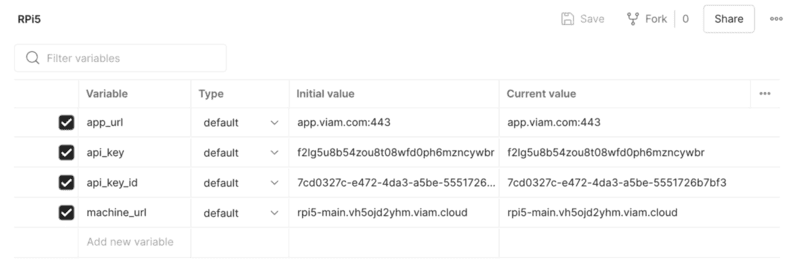 RPi5 Save Fork 0 Share
Filter variables
Variable Type Initial value Current value
app_url default app.viam.com:443 app.viam.com:443
api_key default f2lg5u8b54zou8t08wfd0ph6mzncywbr f2lg5u8b54zou8t08wfd0ph6mzncywbr
api_key_id default 7cd0327c-e472-4da3-a5be-5551726... 7cd0327c-e472-4da3-a5be-5551726b7bf3
machine_url default rpi5-main.vh5ojd2yhm.viam.cloud rpi5-main.vh5ojd2yhm.viam.cloud
Add new variable